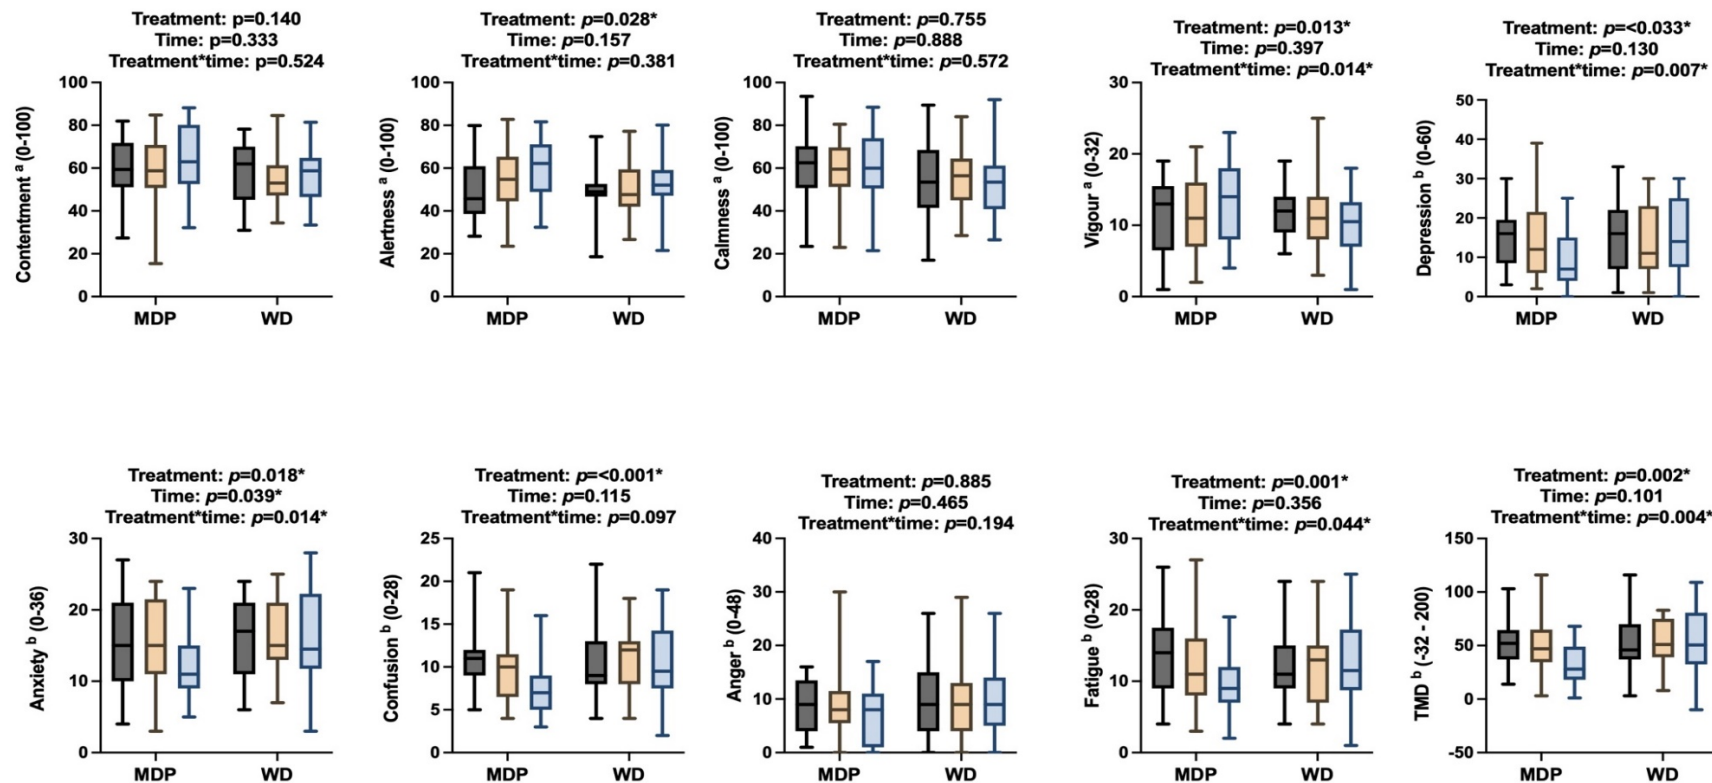 Treatment: p=0.140
Time: p=0.333
Treatment*time: p=0.524
Contentment a (0-100)
100
80
60
40
20
0
MDP WD
Treatment: p=0.028*
Time: p=0.157
Treatment*time: p=0.381
Alertness a (0-100)
100
80
60
40
20
0
MDP WD
Treatment: p=0.755
Time: p=0.888
Treatment*time: p=0.572
Calmness a (0-100)
100
80
60
40
20
0
MDP WD
Treatment: p=0.013*
Time: p=0.397
Treatment*time: p=0.014*
Vigour a (0-32)
30
20
10
0
MDP WD
Treatment: p=<0.033*
Time: p=0.130
Treatment*time: p=0.007*
Depression b (0-60)
50
40
30
20
10
0
MDP WD
Treatment: p=0.018*
Time: p=0.039*
Treatment*time: p=0.014*
Anxiety b (0-36)
30
20
10
0
MDP WD
Treatment: p=<0.001*
Time: p=0.115
Treatment*time: p=0.097
Confusion b (0-28)
25
20
15
10
5
0
MDP WD
Treatment: p=0.885
Time: p=0.465
Treatment*time: p=0.194
Anger b (0-48)
40
30
20
10
0
MDP WD
Treatment: p=0.001*
Time: p=0.356
Treatment*time: p=0.044*
Fatigue b (0-28)
30
20
10
0
MDP WD
Treatment: p=0.002*
Time: p=0.101
Treatment*time: p=0.004*
TMD b (-32 - 200)
150
100
50
0
-50
MDP WD